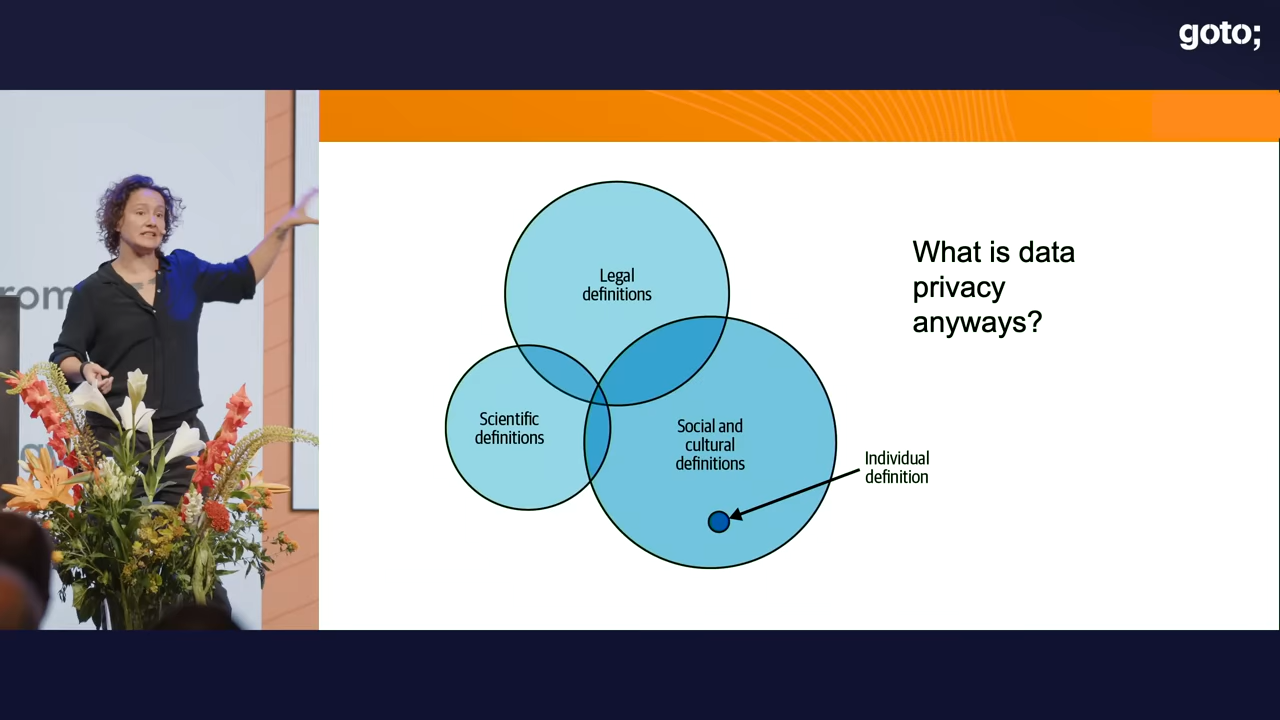 goto;
What is data
privacy
anyways?
Legal
definitions
Scientific
definitions
Social and
cultural
definitions
Individual
definition